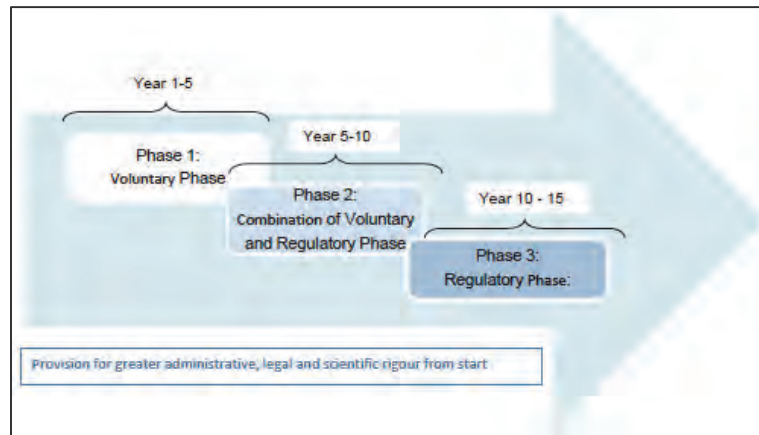 Year 1-5
Phase 1:
Voluntary Phase
Year 5-10
Phase 2:
Combination of Voluntary
and Regulatory Phase
Year 10 - 15
Phase 3:
Regulatory Phase:
Provision for greater administrative, legal and scientific rigour from start